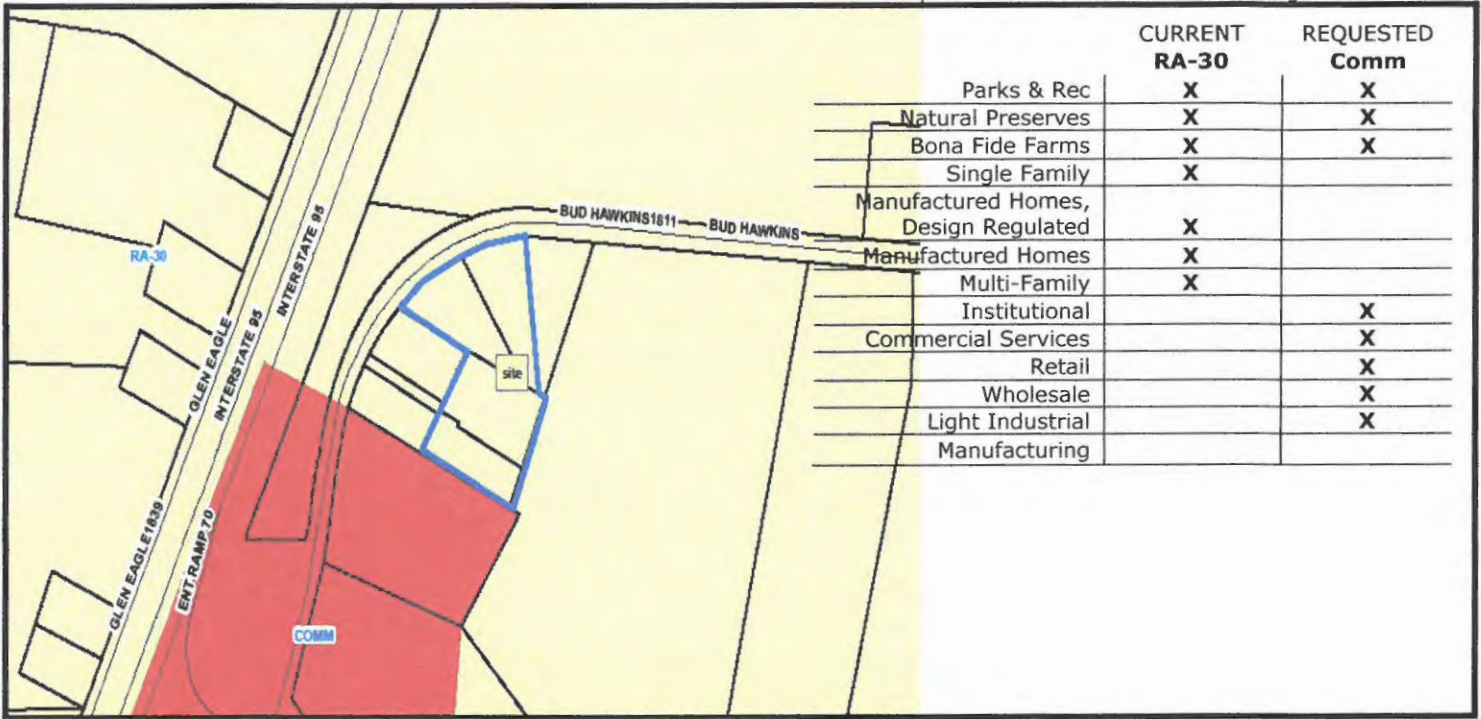 CURRENT REQUESTED
RA-30 Comm
Parks & Rec X X
Natural Preserves X X
Bona Fide Farms X X
Single Family X
Manufactured Homes,
Design Regulated X
Manufactured Homes X
Multi-Family X
Institutional X
Commercial Services X
Retail X
Wholesale X
Light Industrial X
Manufacturing
RA-30
GLEN EAGLE
INTERSTATE 95
INTERSTATE 95
BUD HAWKINS1811
BUD HAWKINS
site
GLEN EAGLE1839
ENT.RAMP.70
COMM